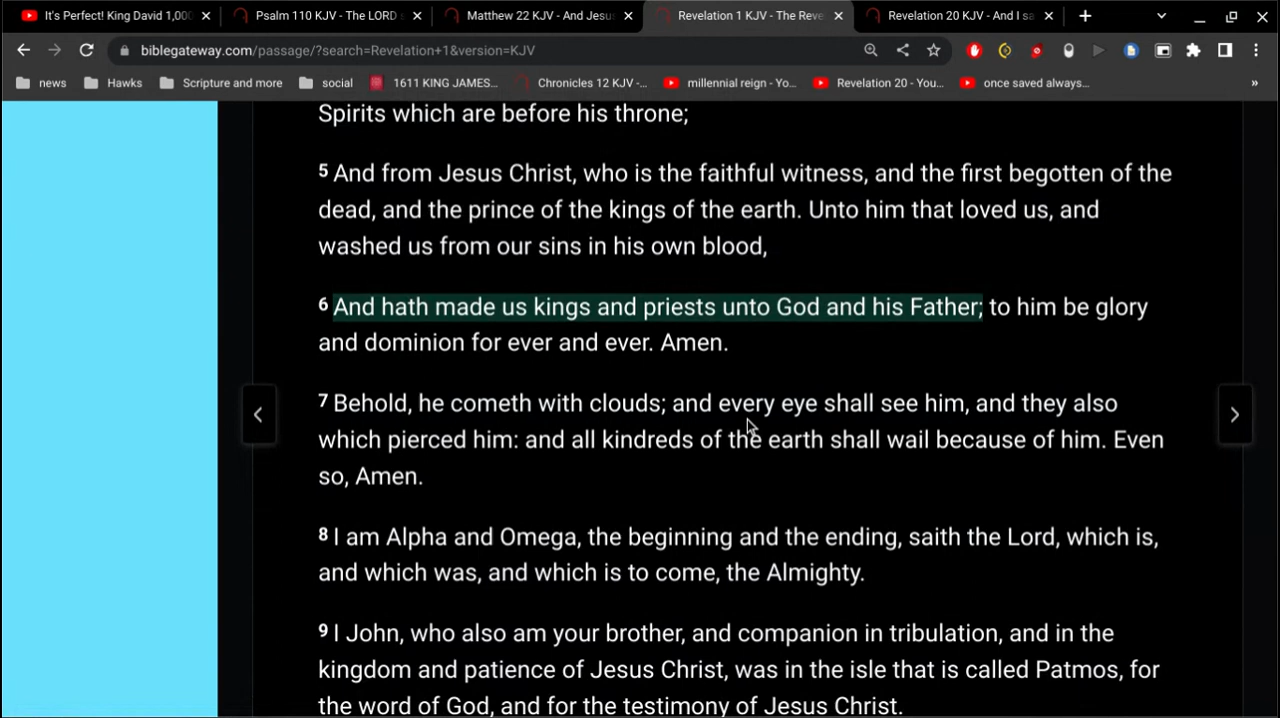 It's Perfect! King David 1,000
Psalm 110 KJV - The LORD s
Matthew 22 KJV - And Jesus
Revelation 1 KJV - The Reve
Revelation 20 KJV - And I sa
biblegateway.com/passage/?search=Revelation+1&version=KJV
news
Hawks
Scripture and more
social
1611 KING JAMES...
Chronicles 12 KJV -...
millennial reign - Yo...
Revelation 20 - You...
once saved always...
»
Spirits which are before his throne;
5 And from Jesus Christ, who is the faithful witness, and the first begotten of the
dead, and the prince of the kings of the earth. Unto him that loved us, and
washed us from our sins in his own blood,
6 And hath made us kings and priests unto God and his Father; to him be glory
and dominion for ever and ever. Amen.
7 Behold, he cometh with clouds; and every eye shall see him, and they also
which pierced him: and all kindreds of the earth shall wail because of him. Even
so, Amen.
8 I am Alpha and Omega, the beginning and the ending, saith the Lord, which is,
and which was, and which is to come, the Almighty.
9 I John, who also am your brother, and companion in tribulation, and in the
kingdom and patience of Jesus Christ, was in the isle that is called Patmos, for
the word of God, and for the testimony of Jesus Christ.